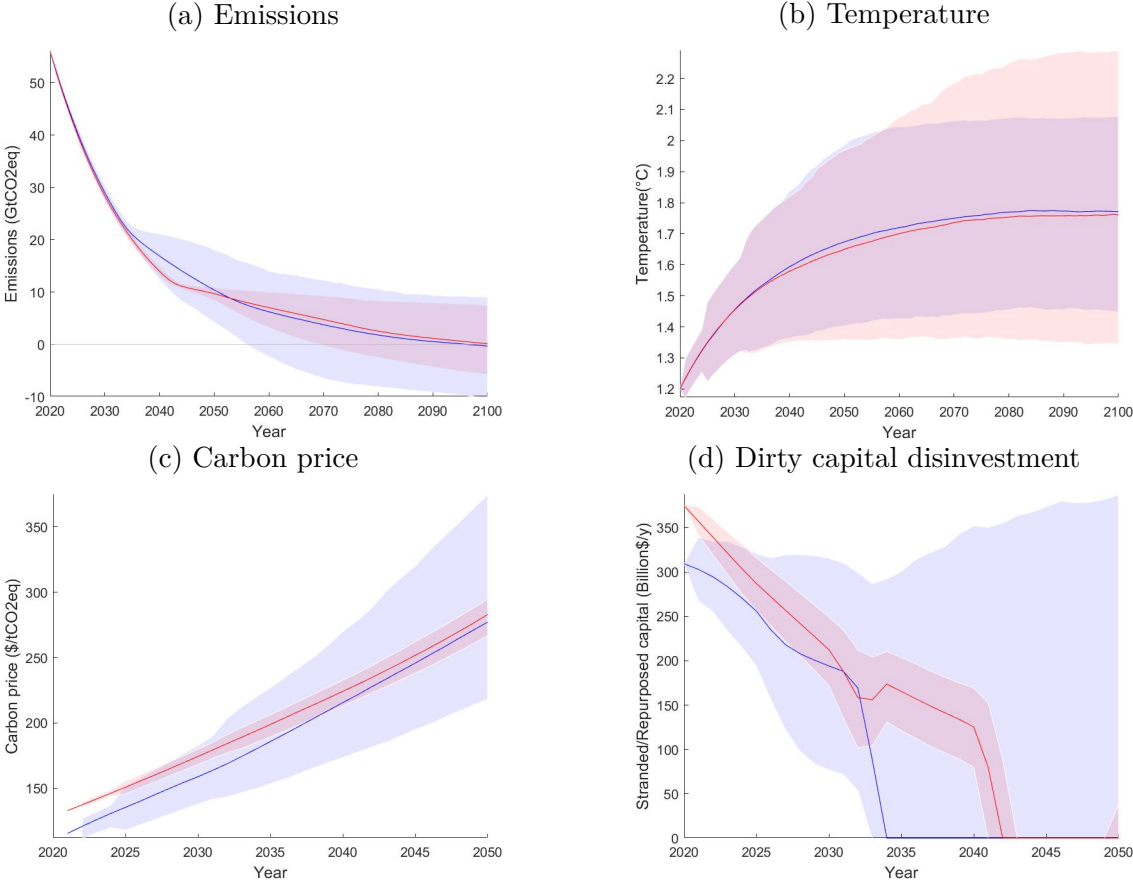 (a) Emissions
Emissions (GtCO2eq)
50
40
30
20
10
0
-10
2020 2030 2040 2050 2060 2070 2080 2090 2100
Year
(b) Temperature
Temperature(°C)
2.2
2.1
2
1.9
1.8
1.7
1.6
1.5
1.4
1.3
1.2
2020 2030 2040 2050 2060 2070 2080 2090 2100
Year
(c) Carbon price
Carbon price ($/tCO2eq)
350
300
250
200
150
2020 2025 2030 2035 2040 2045 2050
Year
(d) Dirty capital disinvestment
Stranded/Repurposed capital (Billion$/y)
350
300
250
200
150
100
50
0
2020 2025 2030 2035 2040 2045 2050
Year